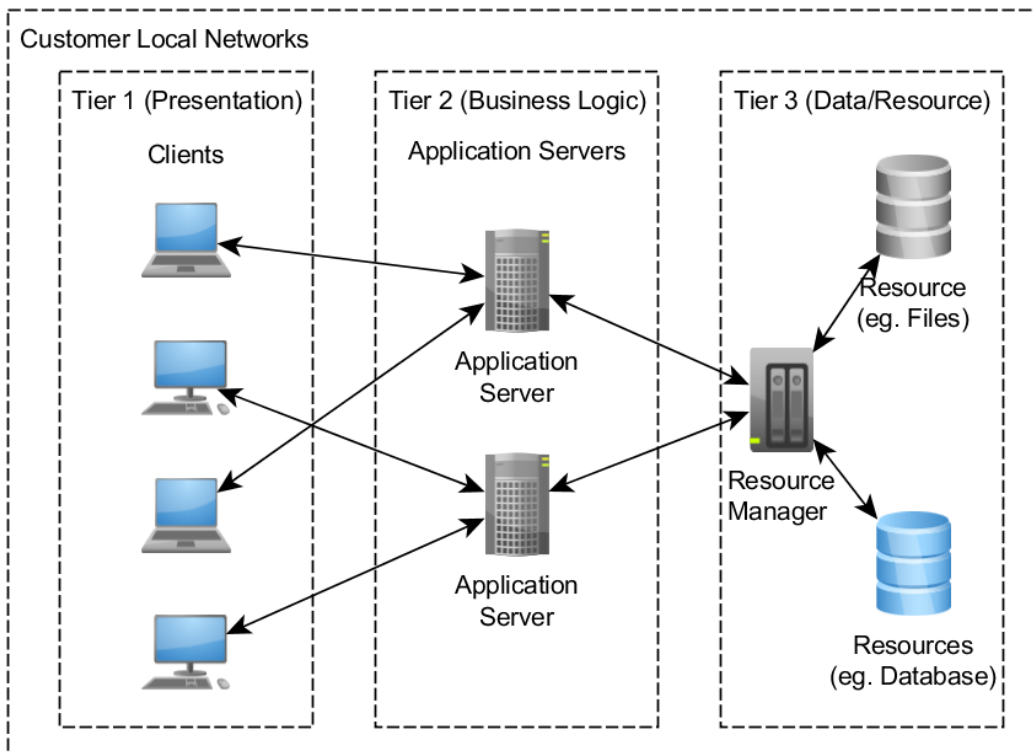 Customer Local Networks
Tier 1 (Presentation)
Clients
Tier 2 (Business Logic)
Application Servers
Application
Server
Application
Server
Tier 3 (Data/Resource)
Resource
(eg. Files)
Resource
Manager
Resources
(eg. Database)